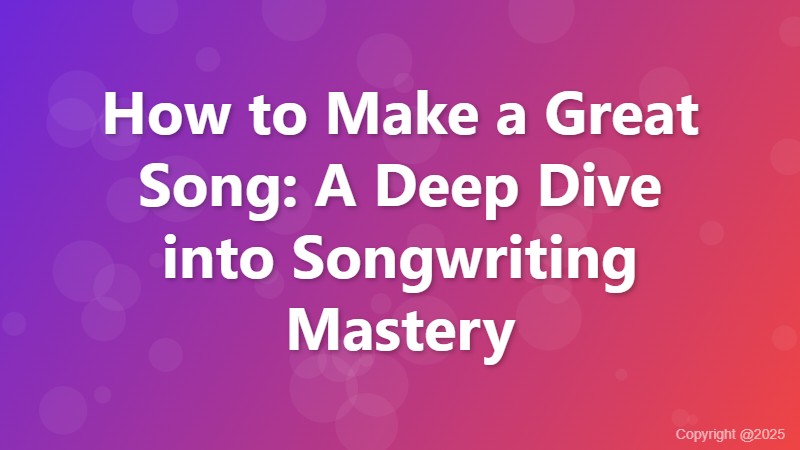 How to Make a Great
Song: A Deep Dive
into Songwriting
Mastery
Copyright @2025